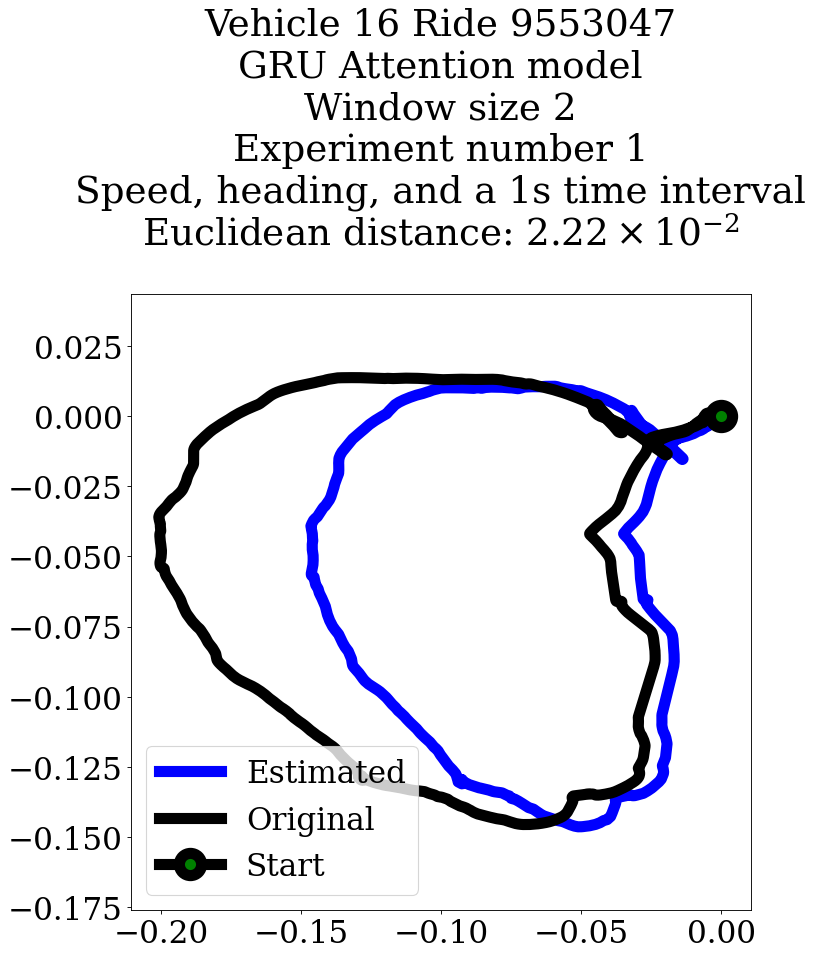 Vehicle 16 Ride 9553047
GRU Attention model
Window size 2
Experiment number 1
Speed, heading, and a 1s time interval
Euclidean distance: 2.22 × 10⁻²
0.025
0.000
−0.025
−0.050
−0.075
−0.100
−0.125
−0.150
−0.175
Estimated
Original
Start
−0.20 −0.15 −0.10 −0.05 0.00